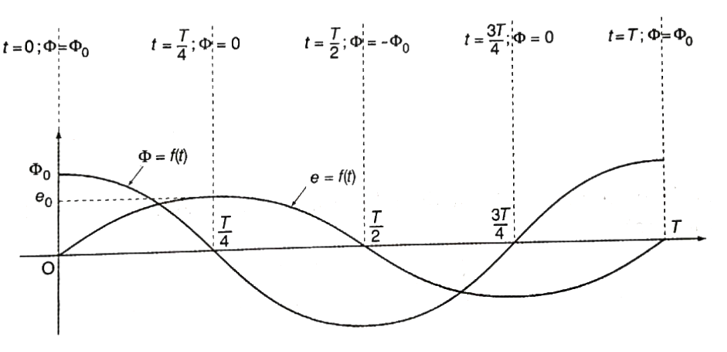 t=0;Φ=Φ₀
t=T/4;Φ=0
t=T/2;Φ=-Φ₀
t=3T/4;Φ=0
t=T;Φ=Φ₀
Φ=f(t)
Φ₀
e₀
e=f(t)
T/4
T/2
3T/4
T
O